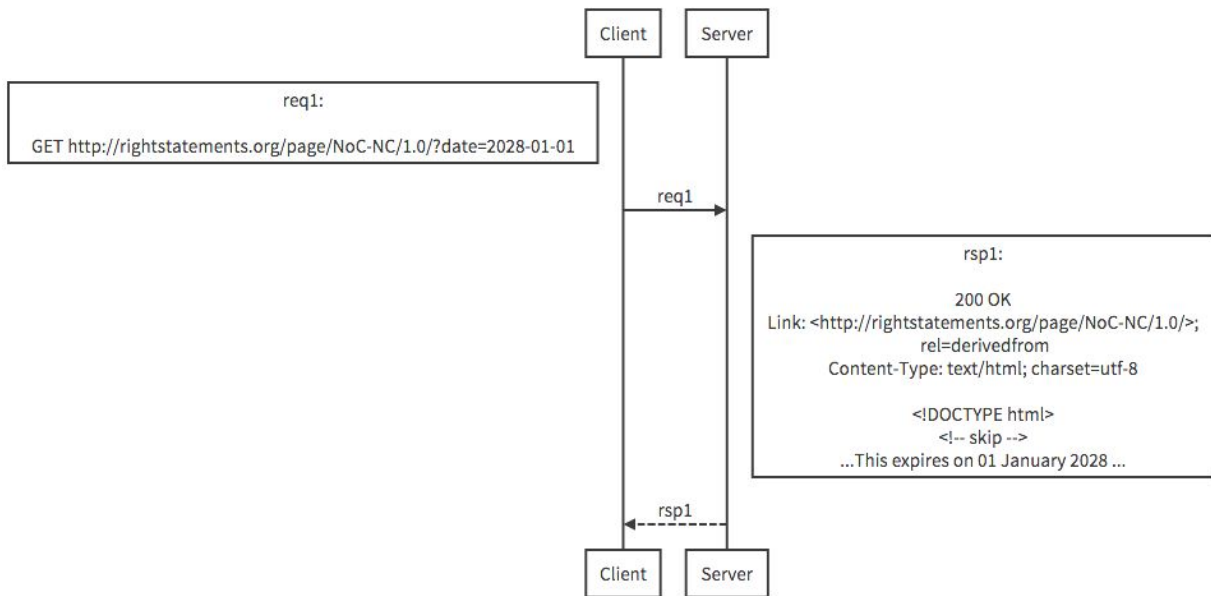 Client
Server
req1:
GET http://rightstatements.org/page/NoC-NC/1.0/?date=2028-01-01
req1
rsp1:
200 OK
Link: <http://rightstatements.org/page/NoC-NC/1.0/>;
rel=derivedfrom
Content-Type: text/html; charset=utf-8
<!DOCTYPE html>
<!-- skip -->
...This expires on 01 January 2028 ...
rsp1
Client
Server